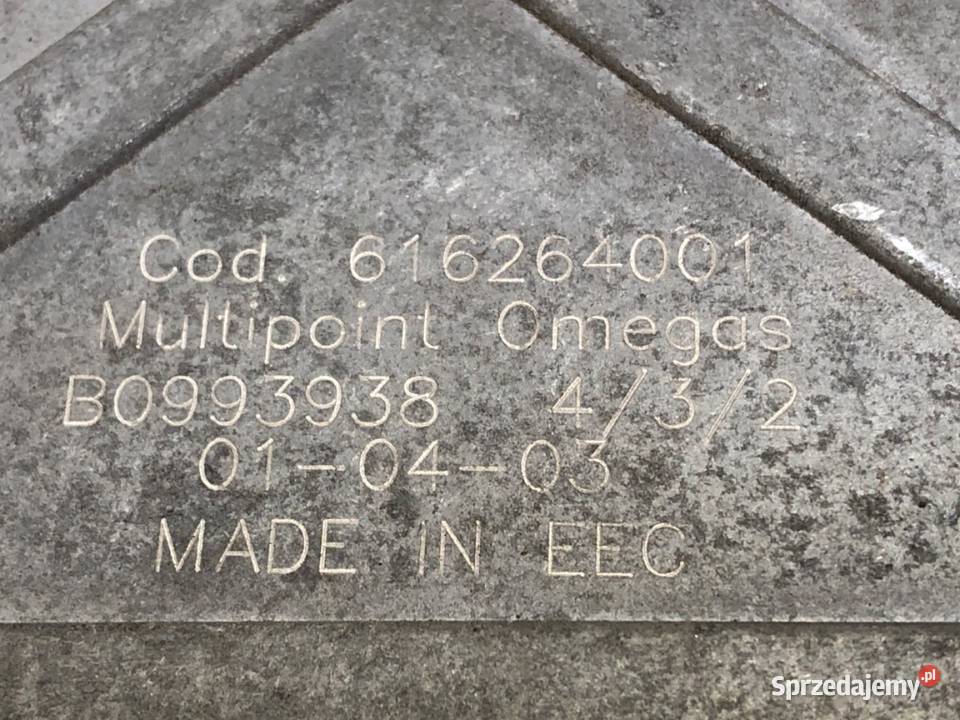 Cod. 616264001
Multipoint Omegas
B0993938 4/3/2
01-04-03
MADE IN EEC
Sprzedajemy.pl